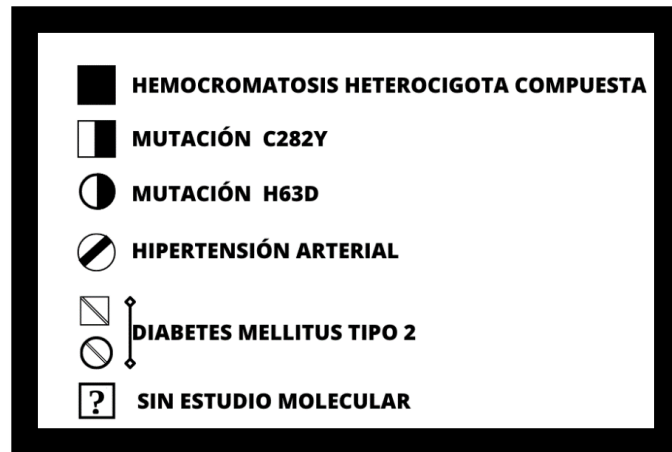 HEMOCROMATOSIS HETEROCIGOTA COMPUESTA
MUTACIÓN C282Y
MUTACIÓN H63D
HIPERTENSIÓN ARTERIAL
DIABETES MELLITUS TIPO 2
? SIN ESTUDIO MOLECULAR